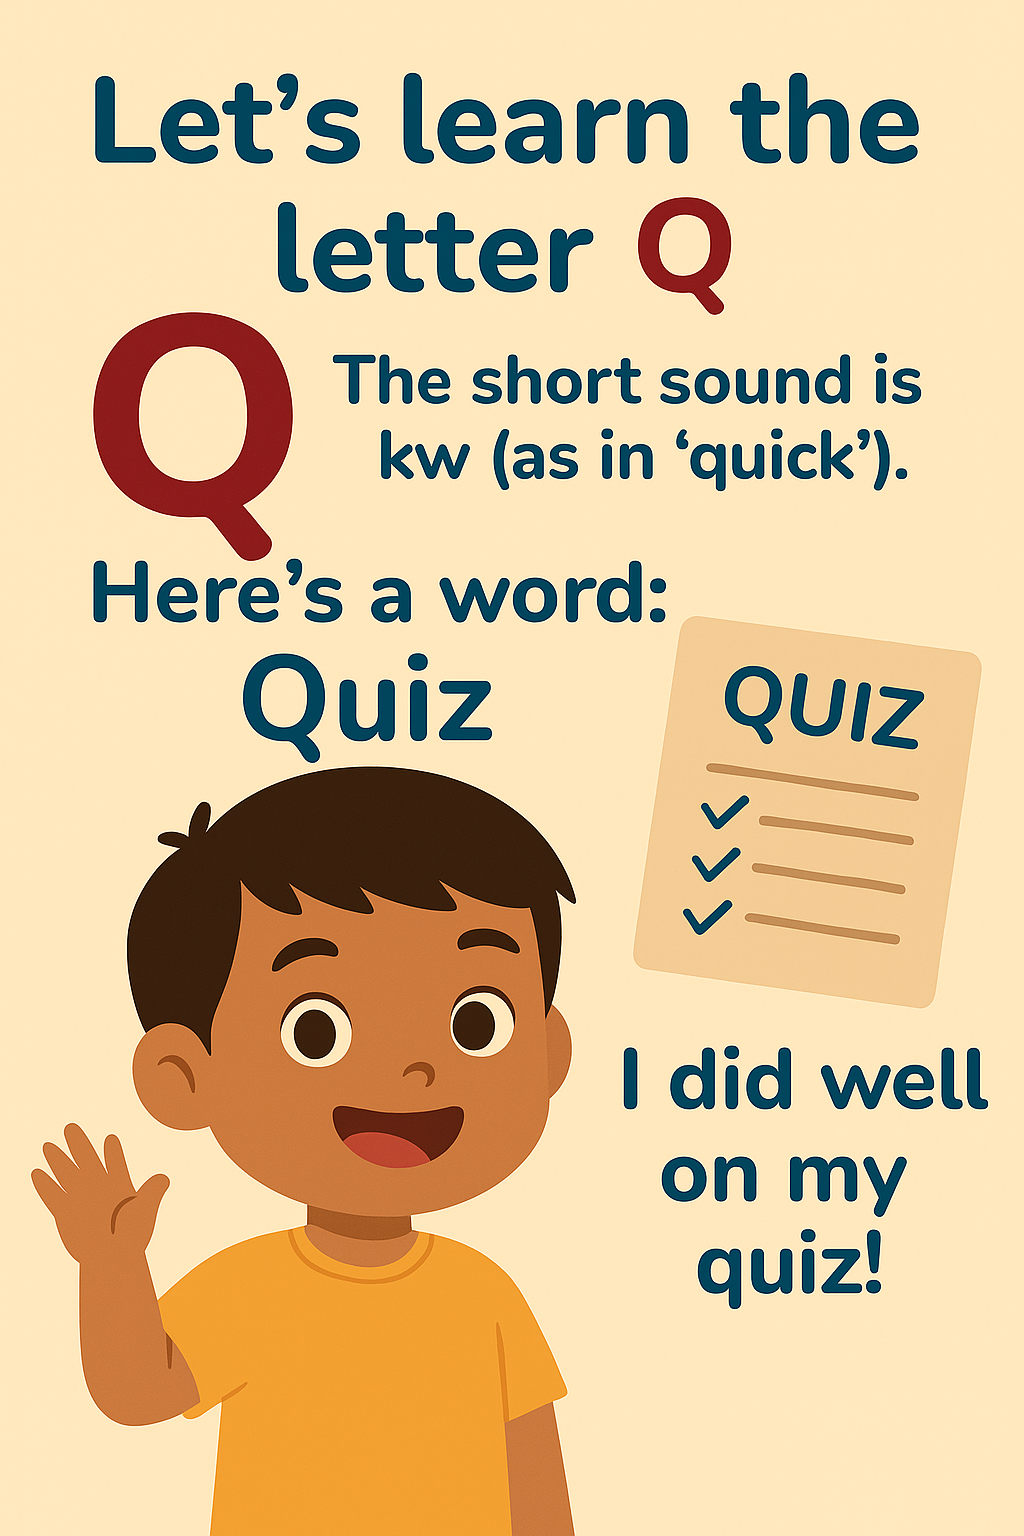 Let’s learn the
letter Q
Q
The short sound is
kw (as in ‘quick’).
Here’s a word:
Quiz
QUIZ
I did well
on my
quiz!